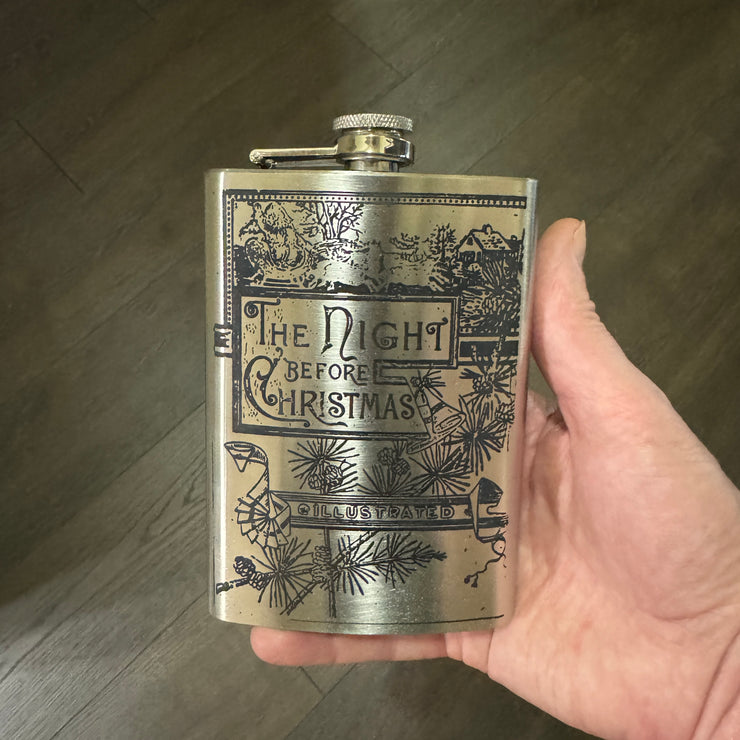 The Night
Before
Christmas
Illustrated